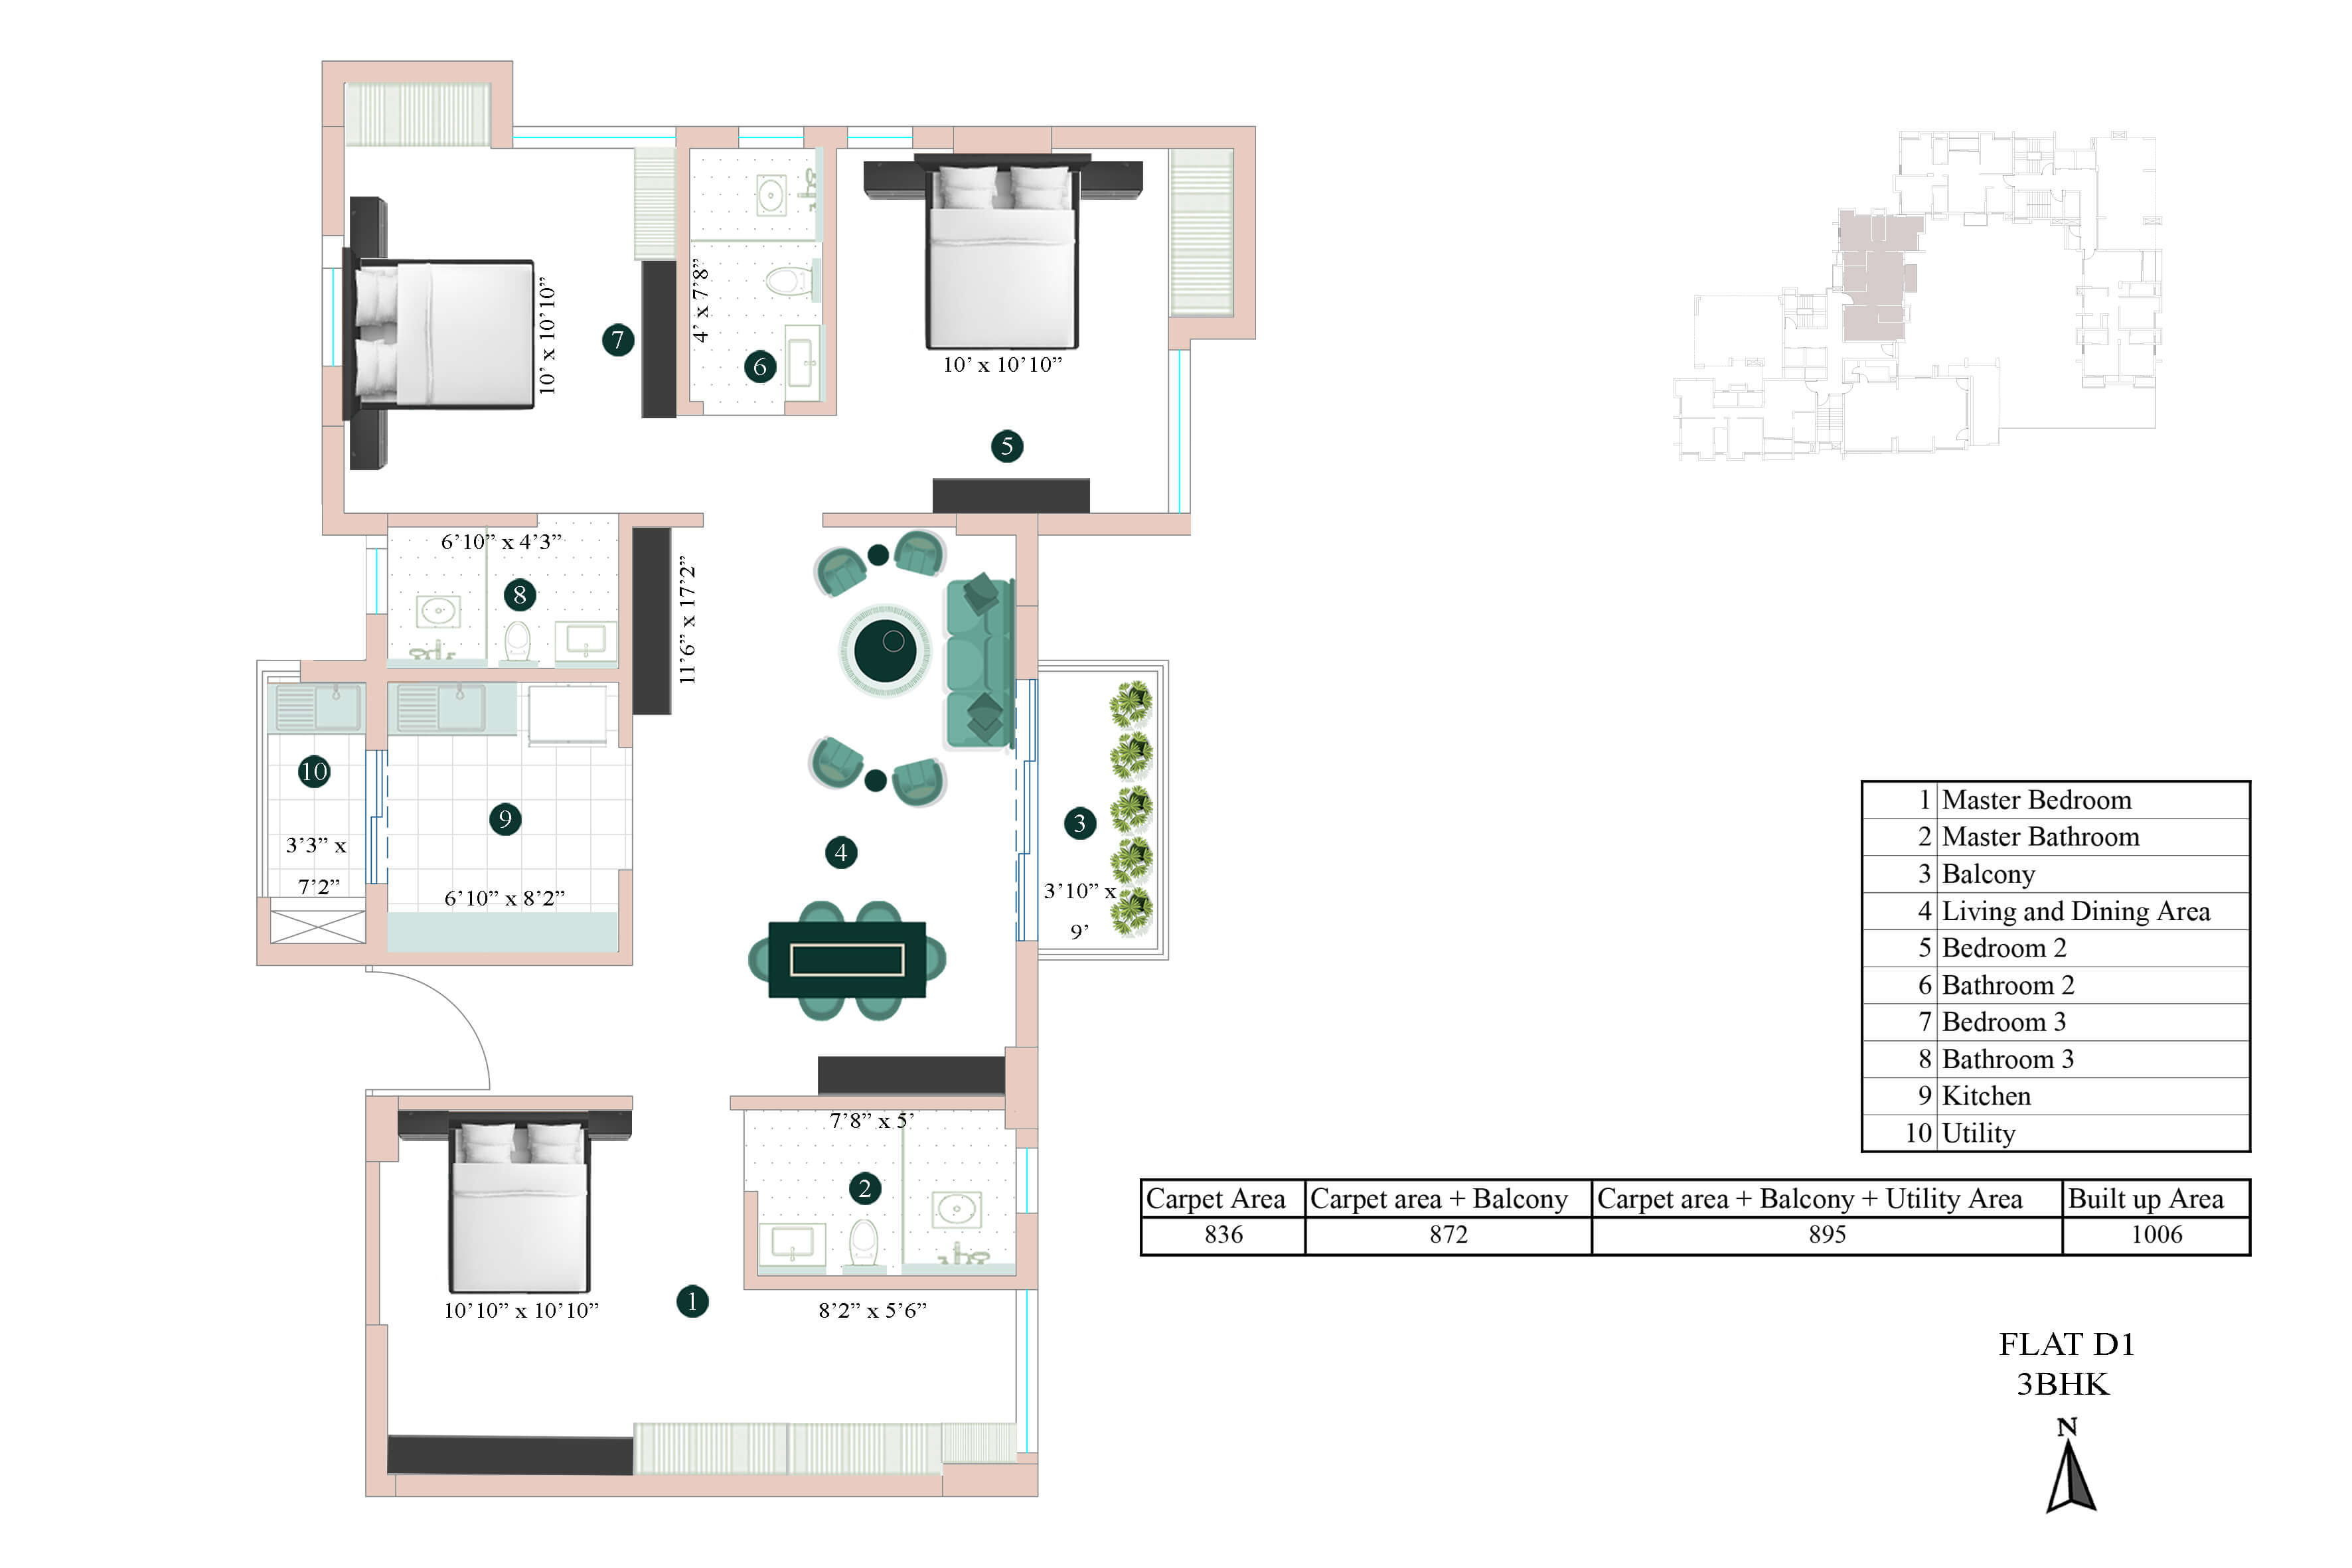 7
10’ x 10’10”
4’ x 7’8”
6
10’ x 10’10”
5
6’10” x 4’3”
8
11’6” x 17’2”
10
3’3” x
7’2”
9
6’10” x 8’2”
4
3
3’10” x
9’
7’8” x 5’
2
10’10” x 10’10”
1
8’2” x 5’6”
1 Master Bedroom
2 Master Bathroom
3 Balcony
4 Living and Dining Area
5 Bedroom 2
6 Bathroom 2
7 Bedroom 3
8 Bathroom 3
9 Kitchen
10 Utility
Carpet Area Carpet area + Balcony Carpet area + Balcony + Utility Area Built up Area
836 872 895 1006
FLAT D1
3BHK
N